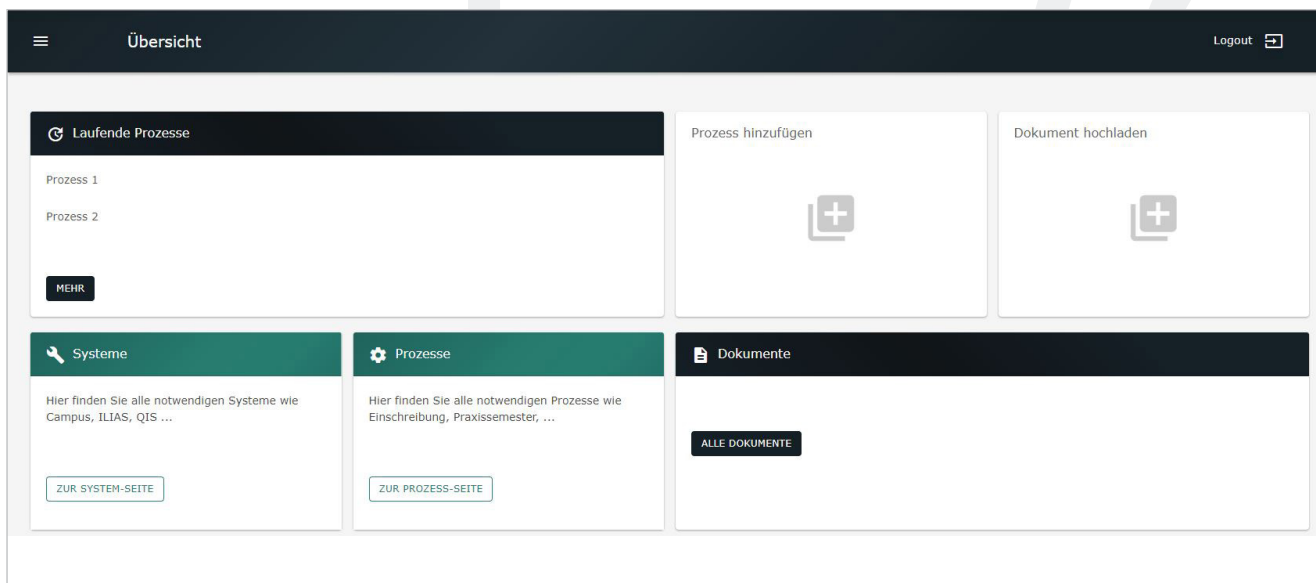 Übersicht
Logout
Laufende Prozesse
Prozess 1
Prozess 2
MEHR
Prozess hinzufügen
Dokument hochladen
Systeme
Hier finden Sie alle notwendigen Systeme wie
Campus, ILIAS, QIS ...
ZUR SYSTEM-SEITE
Prozesse
Hier finden Sie alle notwendigen Prozesse wie
Einschreibung, Praxissemester, ...
ZUR PROZESS-SEITE
Dokumente
ALLE DOKUMENTE